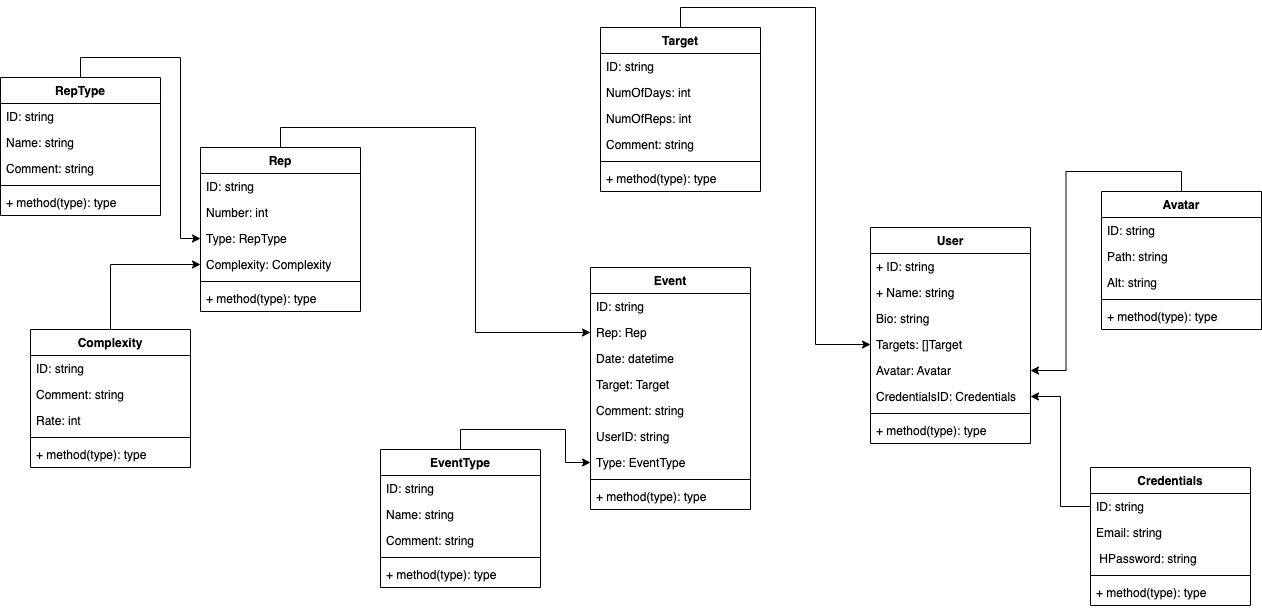 Target
ID: string
NumOfDays: int
NumOfReps: int
Comment: string
+ method(type): type
RepType
ID: string
Name: string
Comment: string
+ method(type): type
Rep
ID: string
Number: int
Type: RepType
Complexity: Complexity
+ method(type): type
Avatar
ID: string
Path: string
Alt: string
+ method(type): type
User
+ ID: string
+ Name: string
Bio: string
Targets: []Target
Avatar: Avatar
CredentialsID: Credentials
+ method(type): type
Event
ID: string
Rep: Rep
Date: datetime
Target: Target
Comment: string
UserID: string
Type: EventType
+ method(type): type
Complexity
ID: string
Comment: string
Rate: int
+ method(type): type
EventType
ID: string
Name: string
Comment: string
+ method(type): type
Credentials
ID: string
Email: string
HPassword: string
+ method(type): type